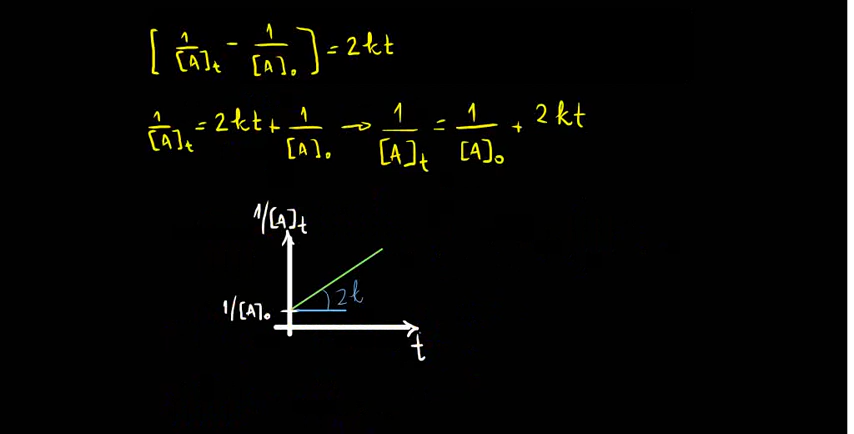 [1/[A]t - 1/[A]₀] = 2kt
1/[A]t = 2kt + 1/[A]₀ → 1/[A]t = 1/[A]₀ + 2kt
1/[A]t
2k
1/[A]₀
t